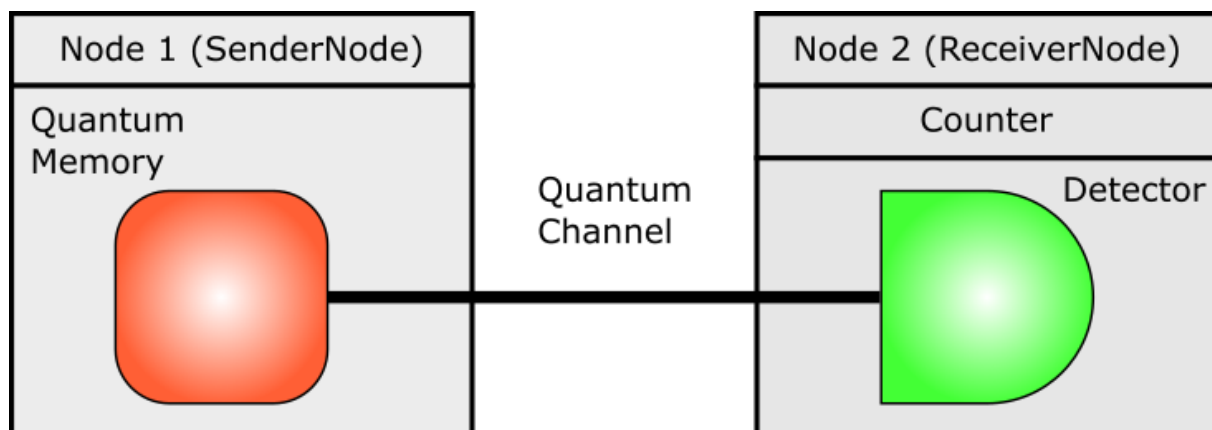 Node 1 (SenderNode)
Quantum
Memory
Quantum
Channel
Node 2 (ReceiverNode)
Counter
Detector